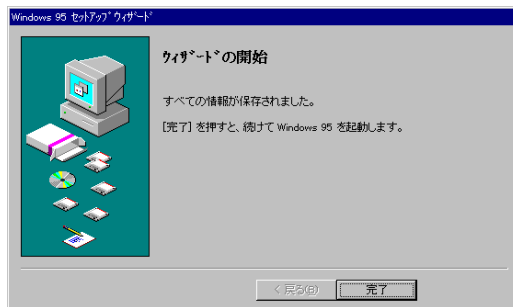 Windows 95 ｾｯﾄｱｯﾌﾟ ｳｨｻﾞｰﾄﾞ
ｳｨｻﾞｰﾄﾞの開始
すべての情報が保存されました。
[完了] を押すと、続けて Windows 95 を起動します。
< 戻る(B)
完了